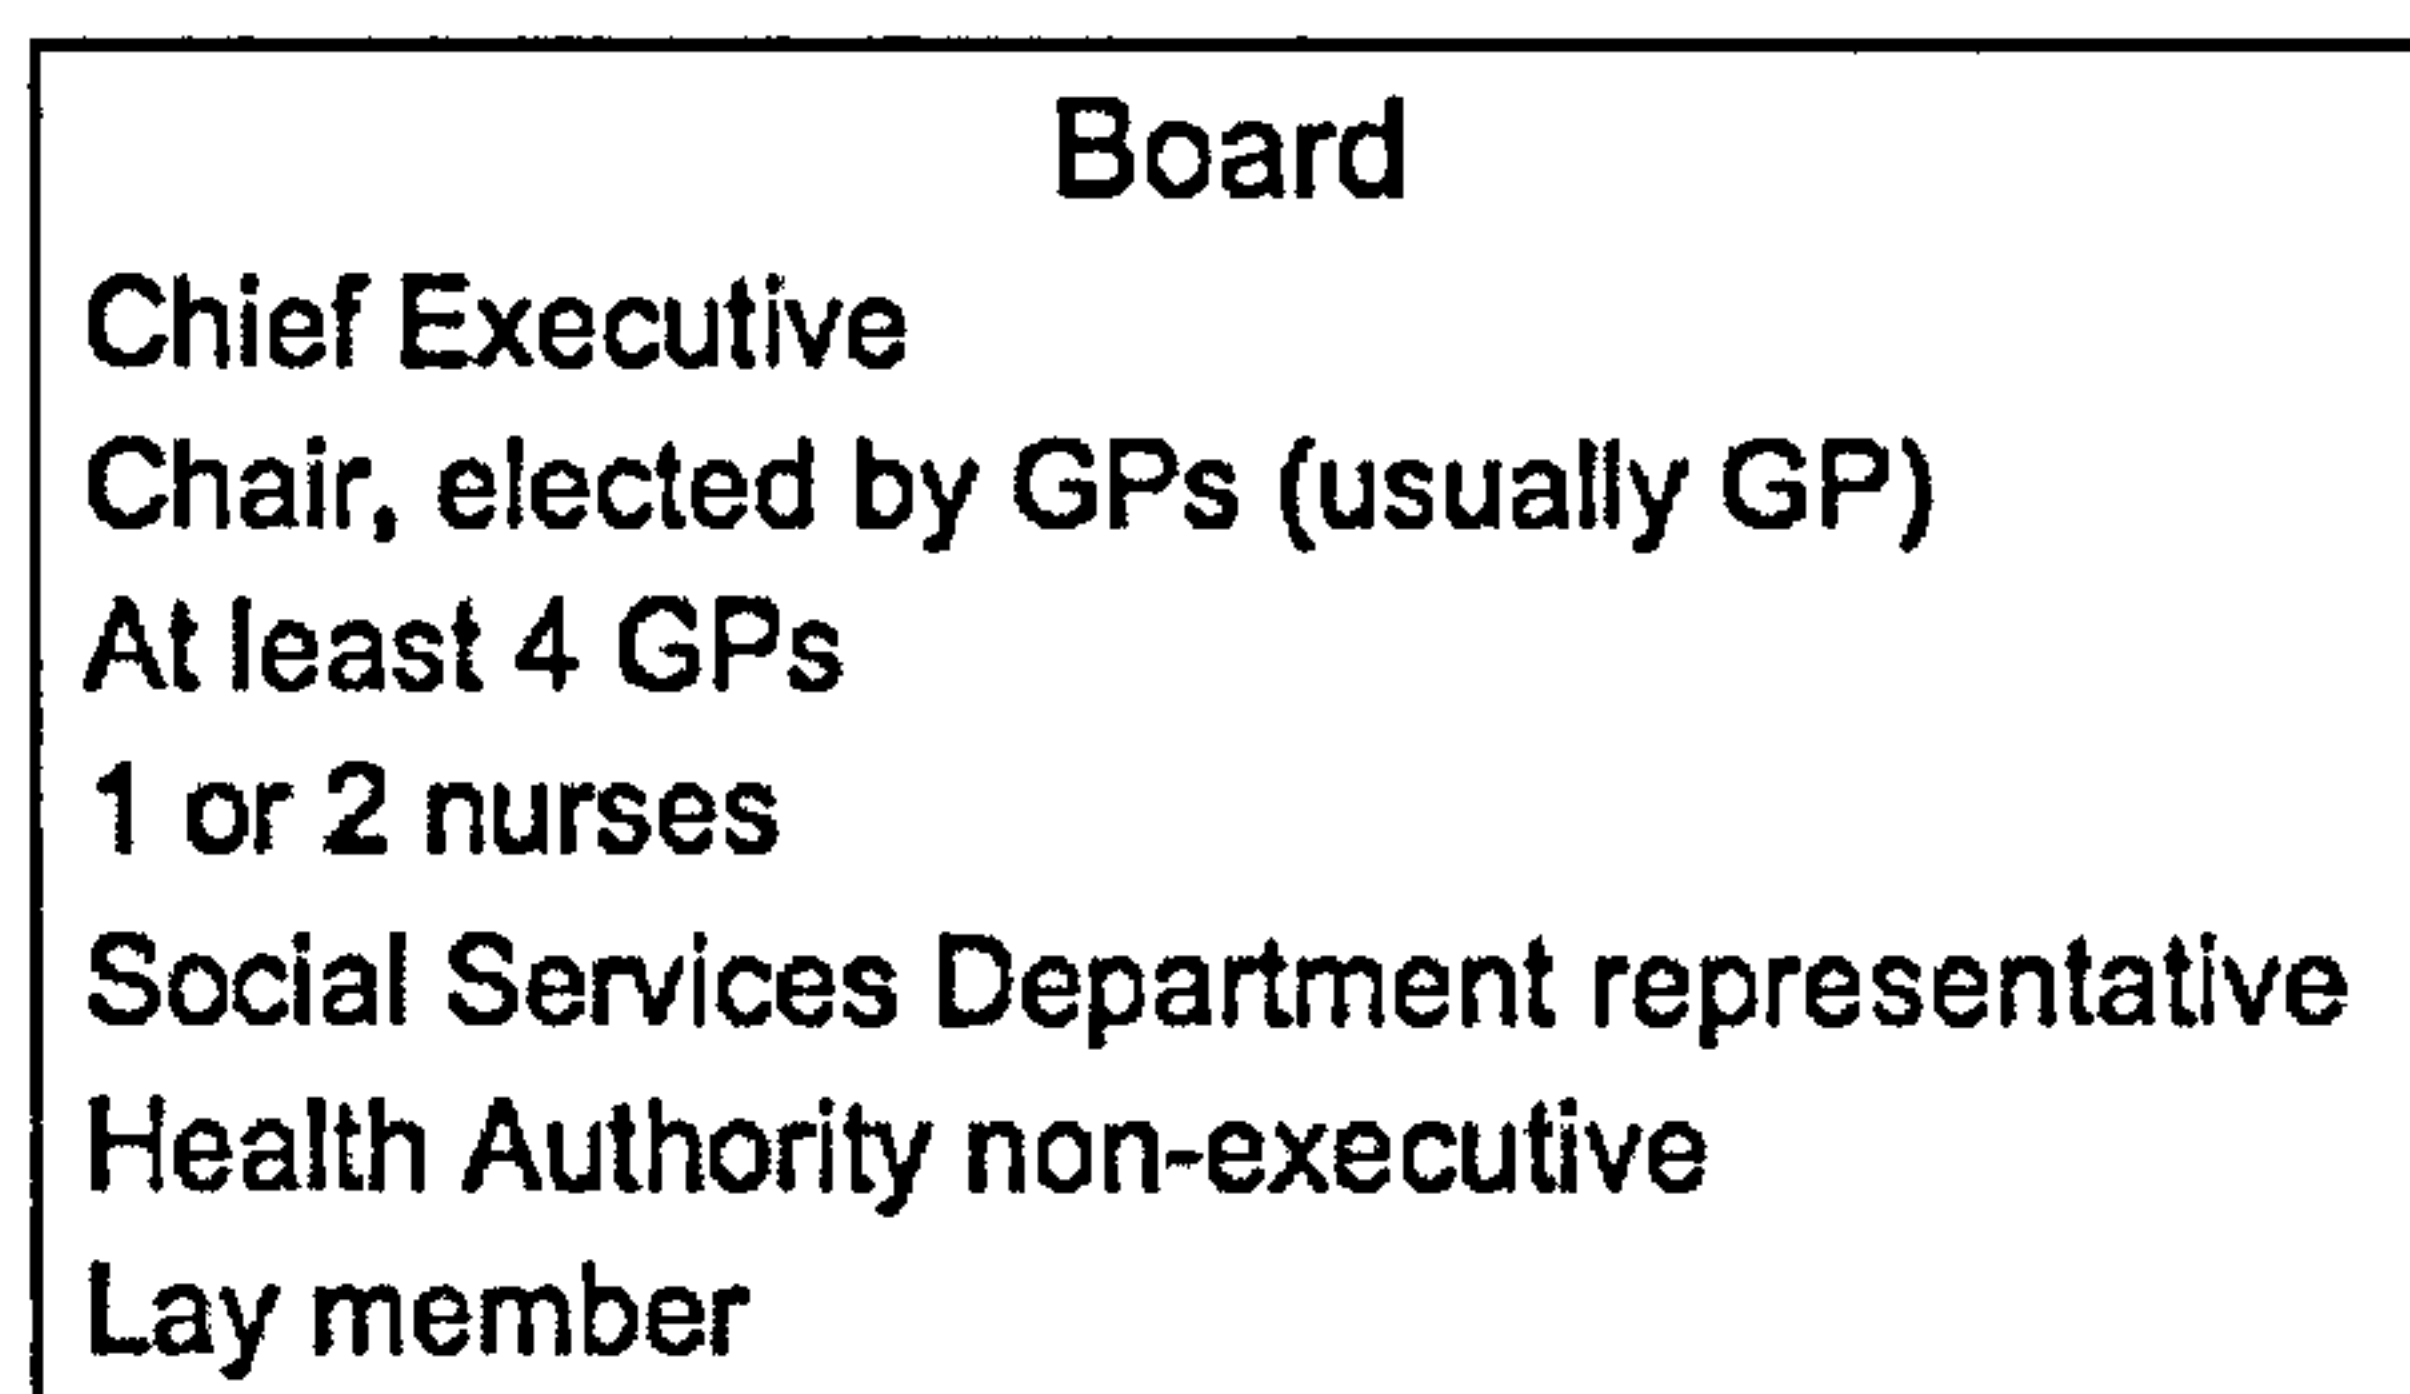 Board
Chief Executive
Chair, elected by GPs (usually GP)
At least 4 GPs
1 or 2 nurses
Social Services Department representative
Health Authority non-executive
Lay member